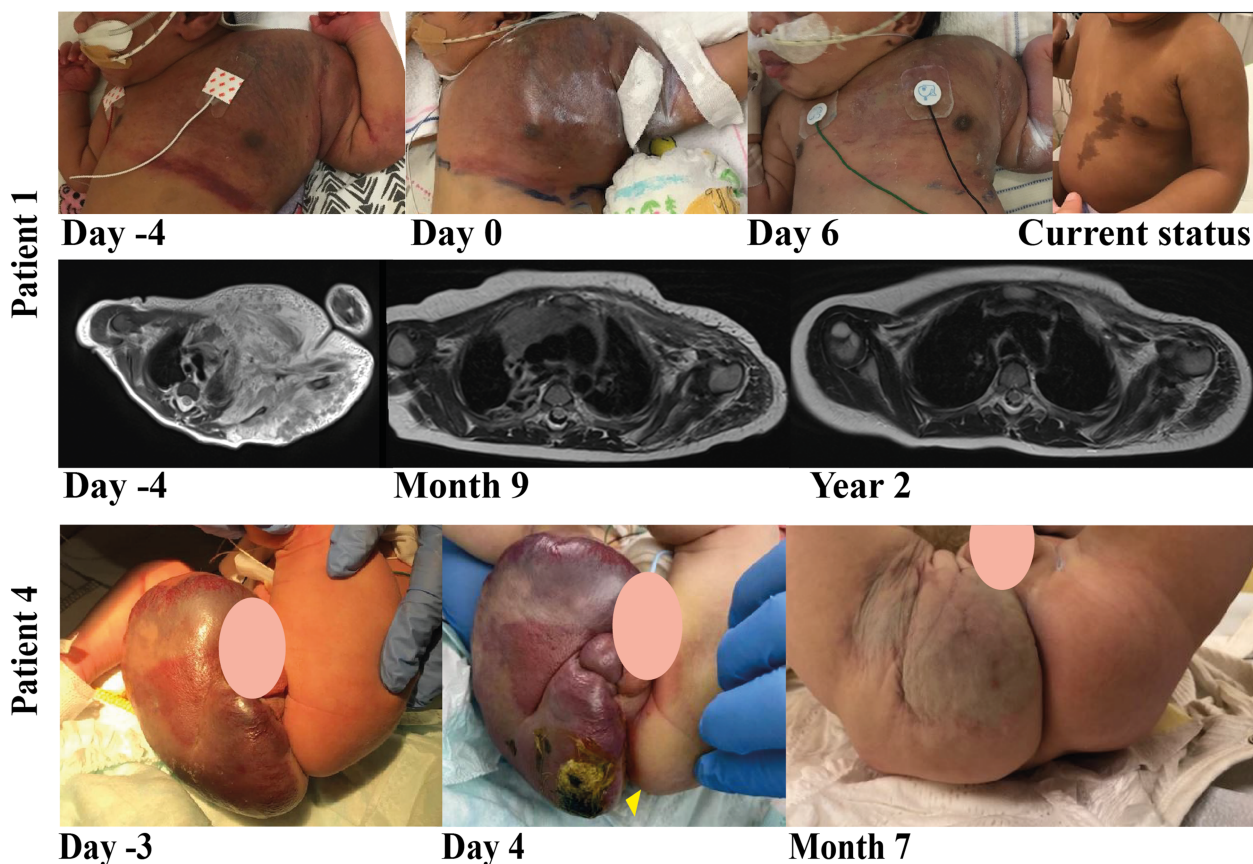 Patient 1
Day -4
Day 0
Day 6
Current status
Day -4
Month 9
Year 2
Patient 4
Day -3
Day 4
Month 7